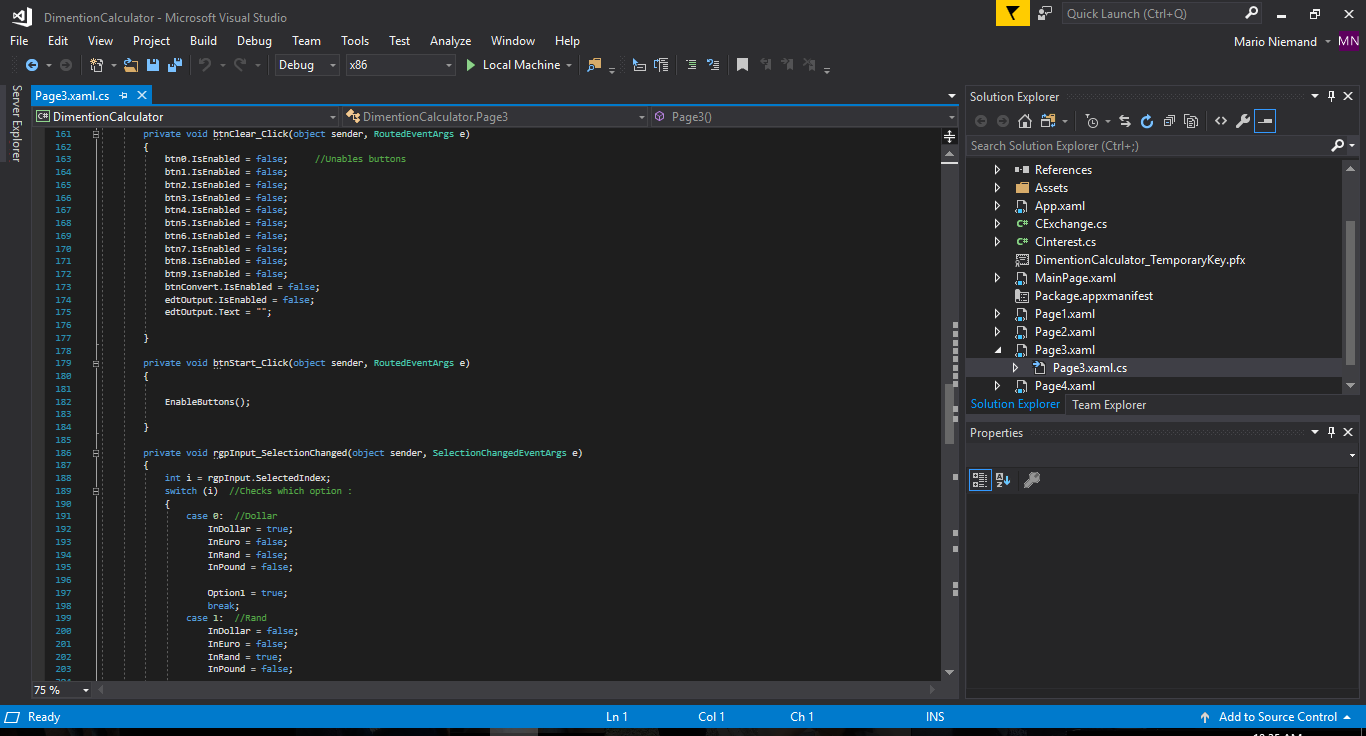 DimentionCalculator - Microsoft Visual Studio
Quick Launch (Ctrl+Q)
File Edit View Project Build Debug Team Tools Test Analyze Window Help
Mario Niemand MN
Debug x86 Local Machine
Server Explorer
Page3.xaml.cs
C# DimentionCalculator DimentionCalculator.Page3 Page3()
161 private void btnClear_Click(object sender, RoutedEventArgs e)
162 {
163 btn0.IsEnabled = false; //Unables buttons
164 btn1.IsEnabled = false;
165 btn2.IsEnabled = false;
166 btn3.IsEnabled = false;
167 btn4.IsEnabled = false;
168 btn5.IsEnabled = false;
169 btn6.IsEnabled = false;
170 btn7.IsEnabled = false;
171 btn8.IsEnabled = false;
172 btn9.IsEnabled = false;
173 btnConvert.IsEnabled = false;
174 edtOutput.IsEnabled = false;
175 edtOutput.Text = "";
176
177 }
178
179 private void btnStart_Click(object sender, RoutedEventArgs e)
180 {
181
182 EnableButtons();
183
184 }
185
186 private void rgpInput_SelectionChanged(object sender, SelectionChangedEventArgs e)
187 {
188 int i = rgpInput.SelectedIndex;
189 switch (i) //Checks which option :
190 {
191 case 0: //Dollar
192 InDollar = true;
193 InEuro = false;
194 InRand = false;
195 InPound = false;
196
197 Option1 = true;
198 break;
199 case 1: //Rand
200 InDollar = false;
201 InEuro = false;
202 InRand = true;
203 InPound = false;
75 %
Solution Explorer
Search Solution Explorer (Ctrl+;)
References
Assets
App.xaml
C# CExchange.cs
C# CInterest.cs
DimentionCalculator_TemporaryKey.pfx
MainPage.xaml
Package.appxmanifest
Page1.xaml
Page2.xaml
Page3.xaml
Page3.xaml.cs
Page4.xaml
Solution Explorer Team Explorer
Properties
Ready Ln 1 Col 1 Ch 1 INS Add to Source Control